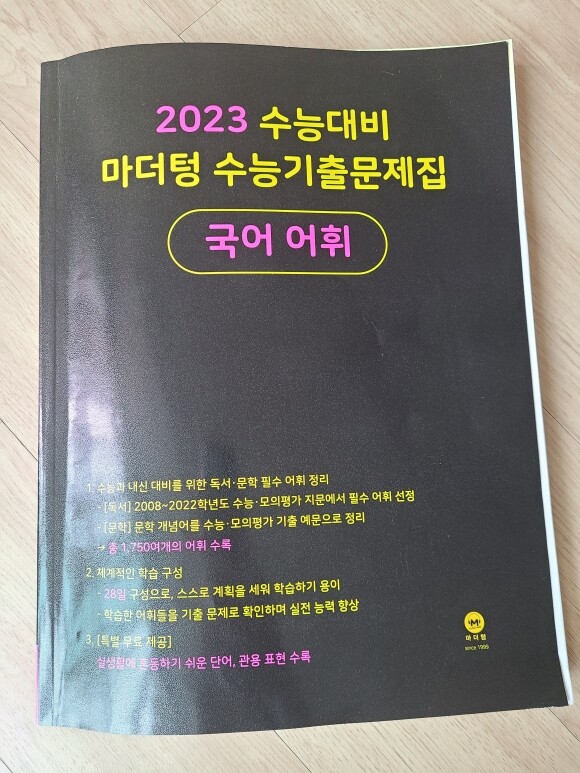 2023 수능대비
마더텅 수능기출문제집
국어 어휘
1. 수능과 내신 대비를 위한 독서·문학 필수 어휘 정리
- [독서] 2008~2022학년도 수능·모의평가 지문에서 필수 어휘 선정
- [문학] 문학 개념어를 수능·모의평가 기출 예문으로 정리
→ 총 1,750여개의 어휘 수록
2. 체계적인 학습 구성
- 28일 구성으로, 스스로 계획을 세워 학습하기 용이
- 학습한 어휘들을 기출 문제로 확인하며 실전 능력 향상
3. [특별 무료 제공]
실생활에 혼동하기 쉬운 단어, 관용 표현 수록
"M"
마더텅
since 1999